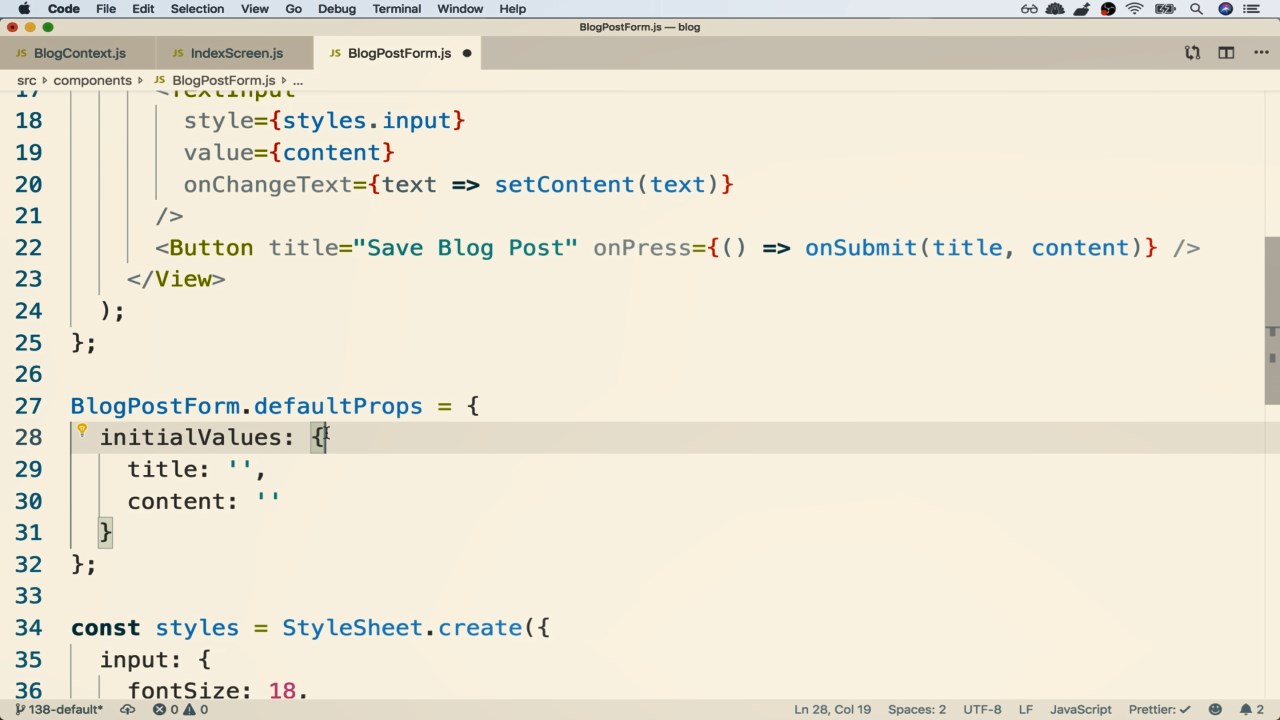 Code File Edit Selection View Go Debug Terminal Window Help
BlogPostForm.js — blog
JS BlogContext.js JS IndexScreen.js JS BlogPostForm.js
src components JS BlogPostForm.js ...
17 <TextInput
18 style={styles.input}
19 value={content}
20 onChangeText={text => setContent(text)}
21 />
22 <Button title="Save Blog Post" onPress={() => onSubmit(title, content)} />
23 </View>
24 );
25 };
26
27 BlogPostForm.defaultProps = {
28 initialValues: {
29 title: '',
30 content: ''
31 }
32 };
33
34 const styles = StyleSheet.create({
35 input: {
36 fontSize: 18,
138-default* 0 0 Ln 28, Col 19 Spaces: 2 UTF-8 LF JavaScript Prettier: ✓ 2